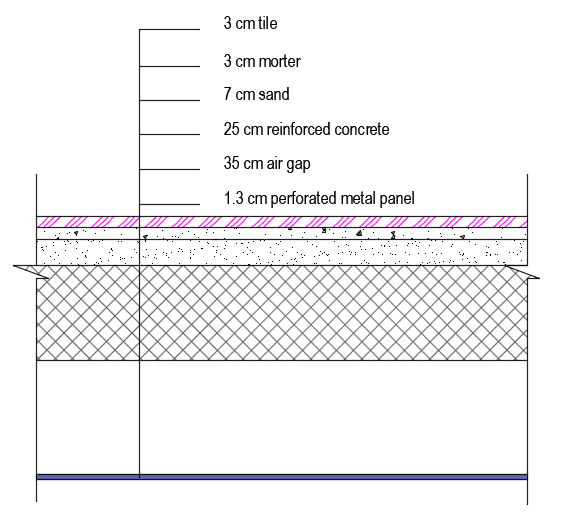 3 cm tile
3 cm morter
7 cm sand
25 cm reinforced concrete
35 cm air gap
1.3 cm perforated metal panel